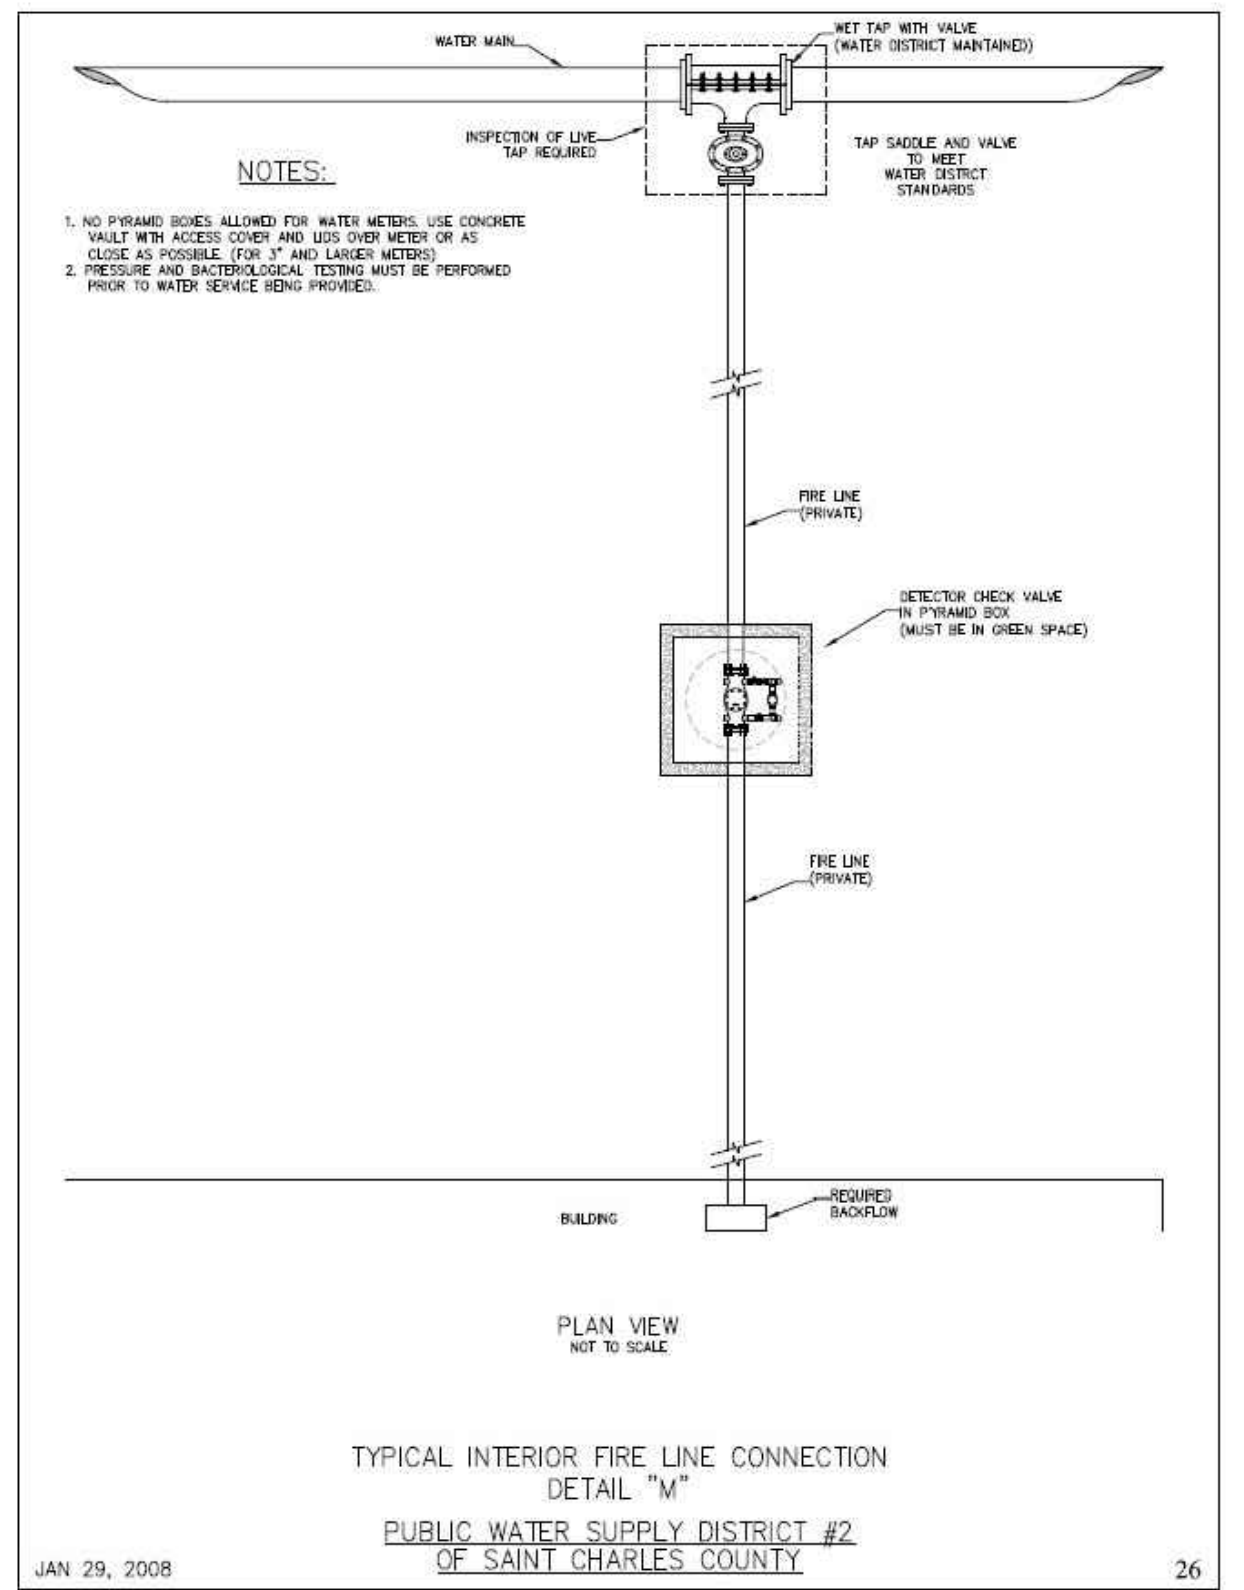 WATER MAIN
WET TAP WITH VALVE
(WATER DISTRICT MAINTAINED)
INSPECTION OF LIVE
TAP REQUIRED
TAP SADDLE AND VALVE
TO MEET
WATER DISTRCT
STANDARDS
NOTES:
1. NO PYRAMID BOXES ALLOWED FOR WATER METERS. USE CONCRETE
VAULT WITH ACCESS COVER AND LIDS OVER METER OR AS
CLOSE AS POSSIBLE. (FOR 3" AND LARGER METERS)
2. PRESSURE AND BACTERIOLOGICAL TESTING MUST BE PERFORMED
PRIOR TO WATER SERVICE BEING PROVIDED.
FIRE LINE
(PRIVATE)
DETECTOR CHECK VALVE
IN PYRAMID BOX
(MUST BE IN GREEN SPACE)
FIRE LINE
(PRIVATE)
BUILDING
REQUIRED
BACKFLOW
PLAN VIEW
NOT TO SCALE
TYPICAL INTERIOR FIRE LINE CONNECTION
DETAIL "M"
PUBLIC WATER SUPPLY DISTRICT #2
OF SAINT CHARLES COUNTY
JAN 29, 2008
26